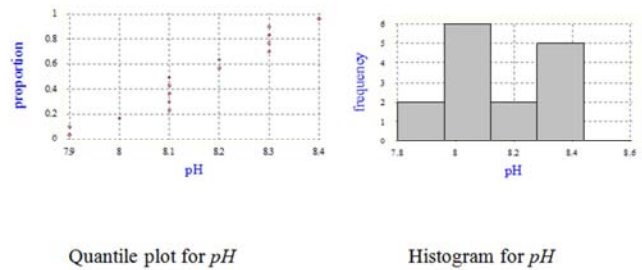 proportion
1
0.8
0.6
0.4
0.2
0
7.9 8 8.1 8.2 8.3 8.4
pH
frequency
6
5
4
3
2
1
0
7.8 8 8.2 8.4 8.6
pH
Quantile plot for pH
Histogram for pH